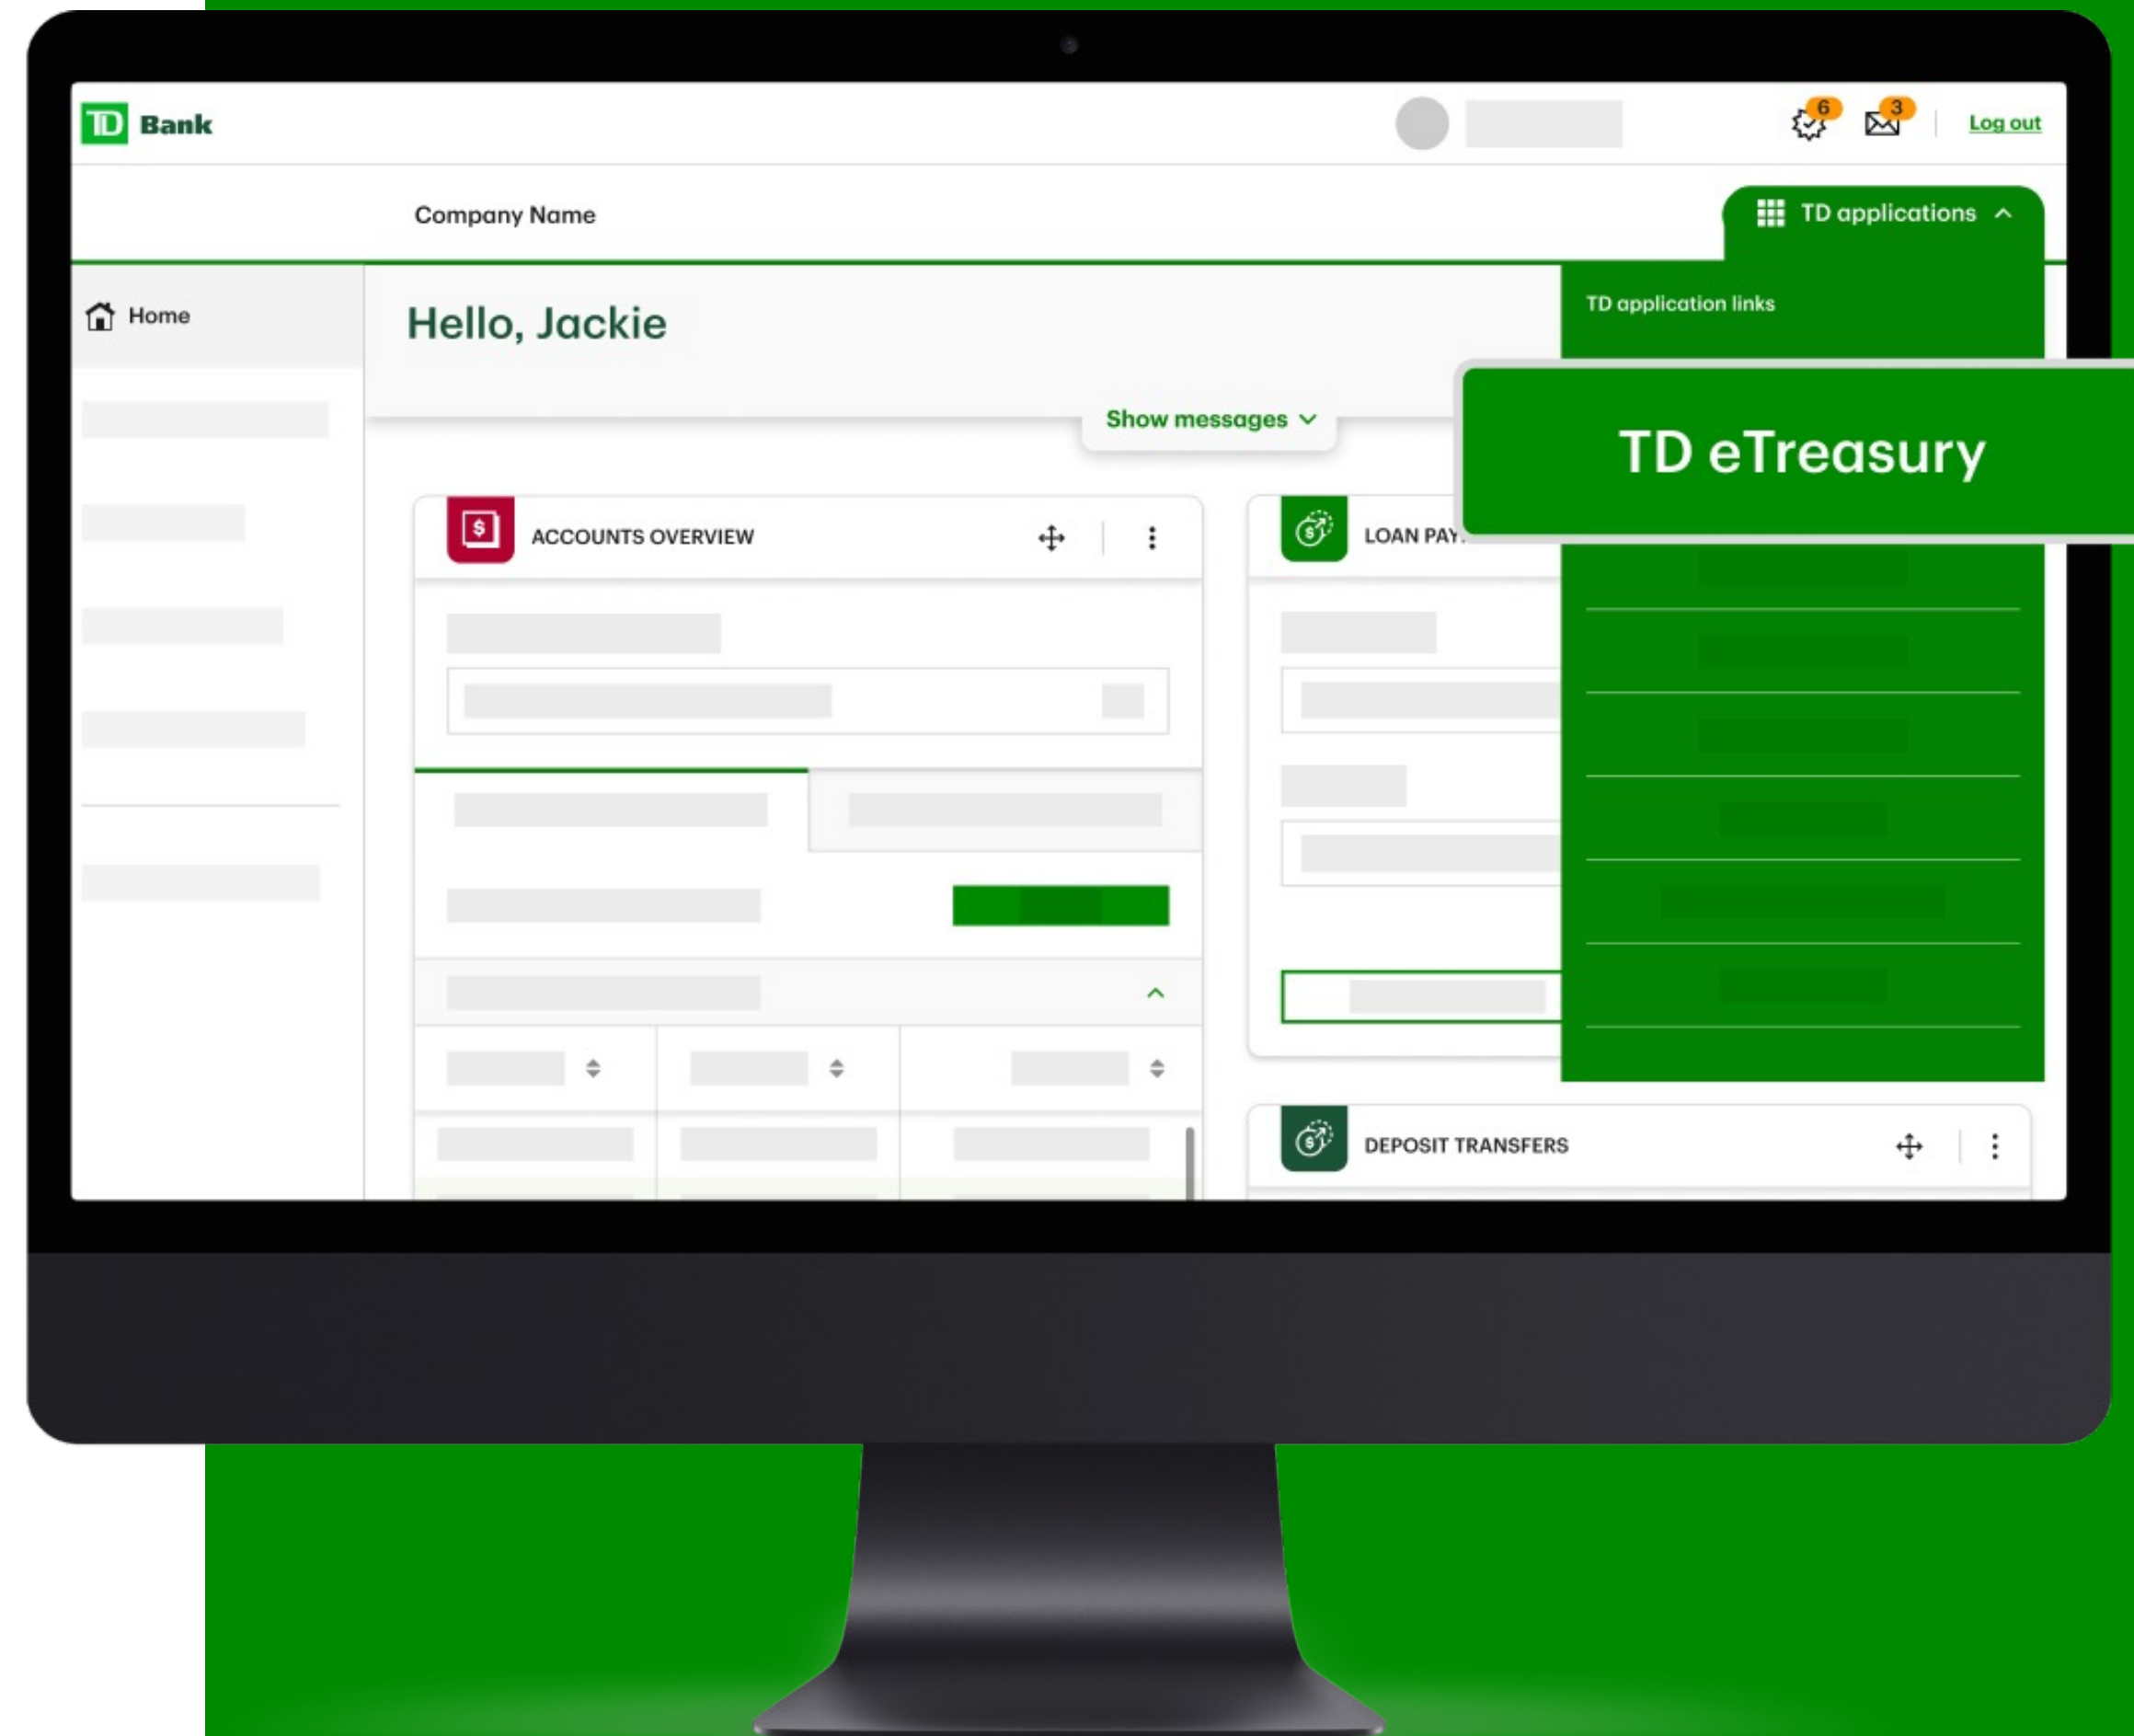 TD Bank
6
3
Log out
Company Name
TD applications
Home
Hello, Jackie
TD application links
Show messages
TD eTreasury
ACCOUNTS OVERVIEW
LOAN PAY
DEPOSIT TRANSFERS